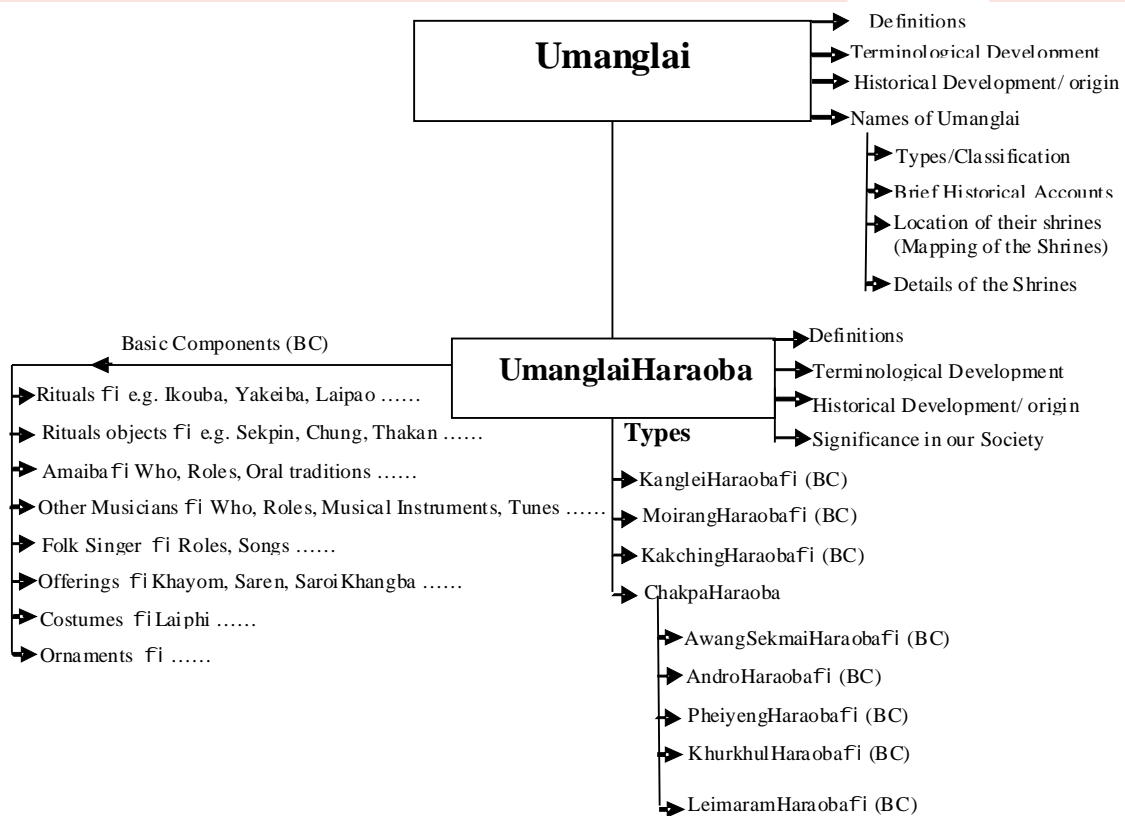 Umanglai
Definitions
Terminological Development
Historical Development/ origin
Names of Umanglai
Types/Classification
Brief Historical Accounts
Location of their shrines
(Mapping of the Shrines)
Details of the Shrines
Basic Components (BC)
Rituals fi e.g. Ikouba, Yakeiba, Laipao ……
Rituals objects fi e.g. Sekpin, Chung, Thakan ……
Amaiba fi Who, Roles, Oral traditions ……
Other Musicians fi Who, Roles, Musical Instruments, Tunes ……
Folk Singer fi Roles, Songs ……
Offerings fi Khayom, Saren, SaroiKhangba ……
Costumes fi Laiphi ……
Ornaments fi ……
UmanglaiHaraoba
Definitions
Terminological Development
Historical Development/ origin
Significance in our Society
Types
KangleiHaraobafi (BC)
MoirangHaraobafi (BC)
KakchingHaraobafi (BC)
ChakpaHaraoba
AwangSekmaiHaraobafi (BC)
AndroHaraobafi (BC)
PheiyengHaraobafi (BC)
KhurkhulHaraobafi (BC)
LeimaramHaraobafi (BC)